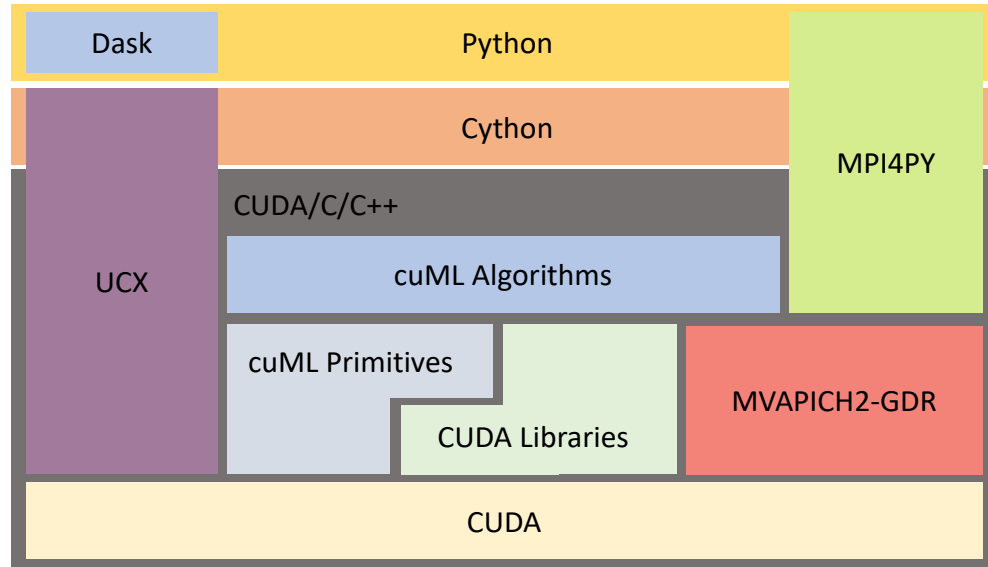 Dask
Python
Cython
MPI4PY
CUDA/C/C++
UCX
cuML Algorithms
cuML Primitives
MVAPICH2-GDR
CUDA Libraries
CUDA